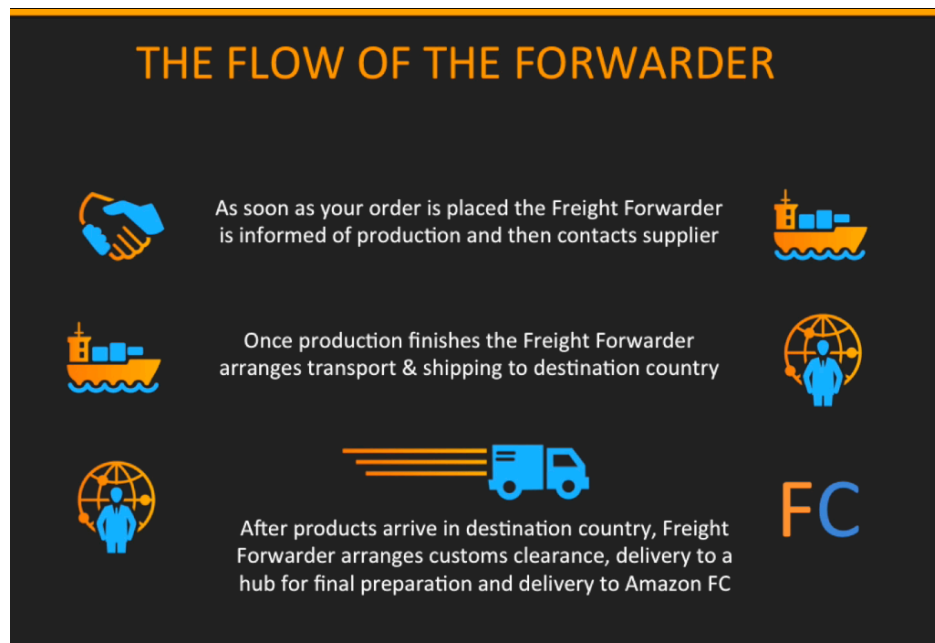 THE FLOW OF THE FORWARDER
As soon as your order is placed the Freight Forwarder
is informed of production and then contacts supplier
Once production finishes the Freight Forwarder
arranges transport & shipping to destination country
FC
After products arrive in destination country, Freight
Forwarder arranges customs clearance, delivery to a
hub for final preparation and delivery to Amazon FC